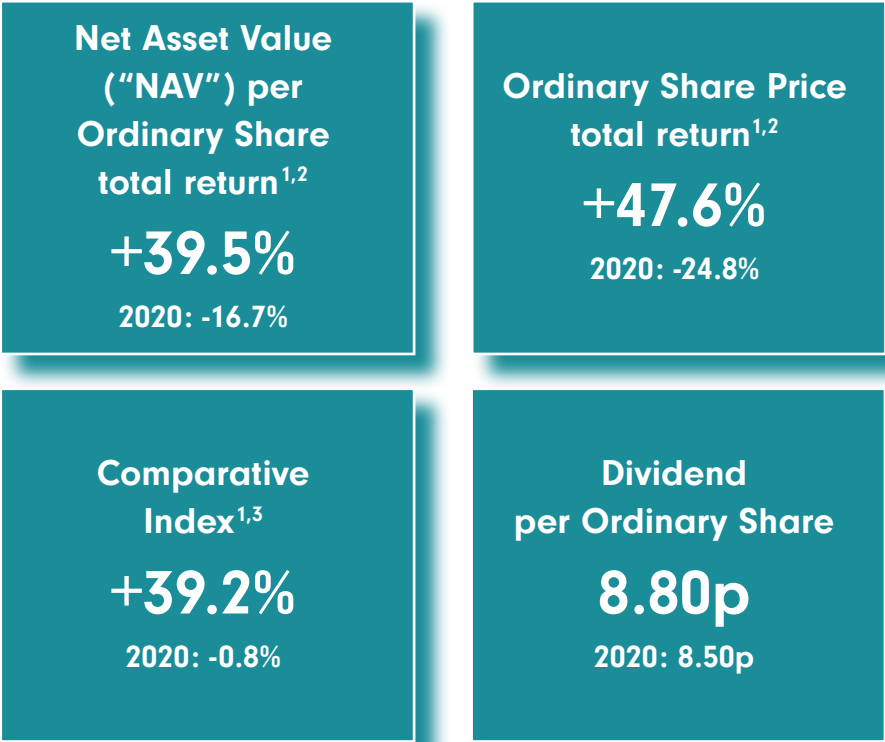 Net Asset Value
(“NAV”) per
Ordinary Share
total return1,2
+39.5%
2020: -16.7%
Ordinary Share Price
total return1,2
+47.6%
2020: -24.8%
Comparative
Index1,3
+39.2%
2020: -0.8%
Dividend
per Ordinary Share
8.80p
2020: 8.50p